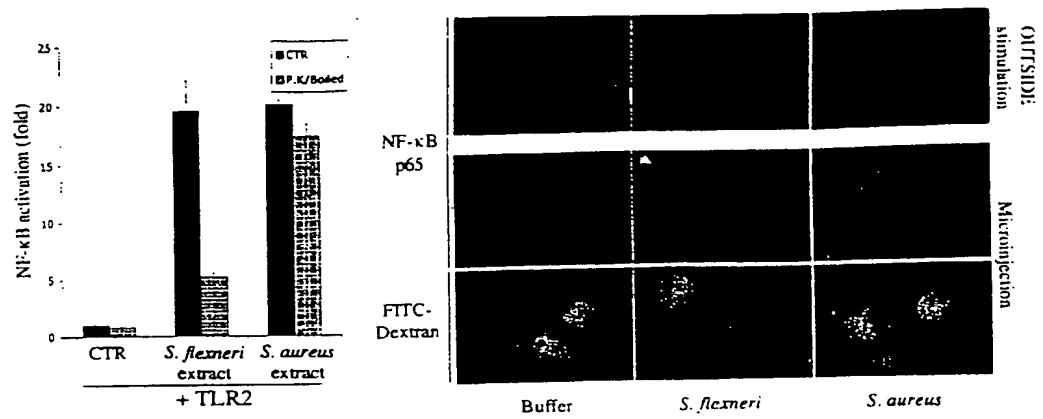 25
20
15
10
5
0
NF-κB activation (fold)
CTR
P.K/Boiled
CTR
S. flexneri
extract
S. aureus
extract
+ TLR2
NF-κB
p65
FITC-
Dextran
OUTSIDE
stimulation
Microinjection
Buffer
S. flexneri
S. aureus